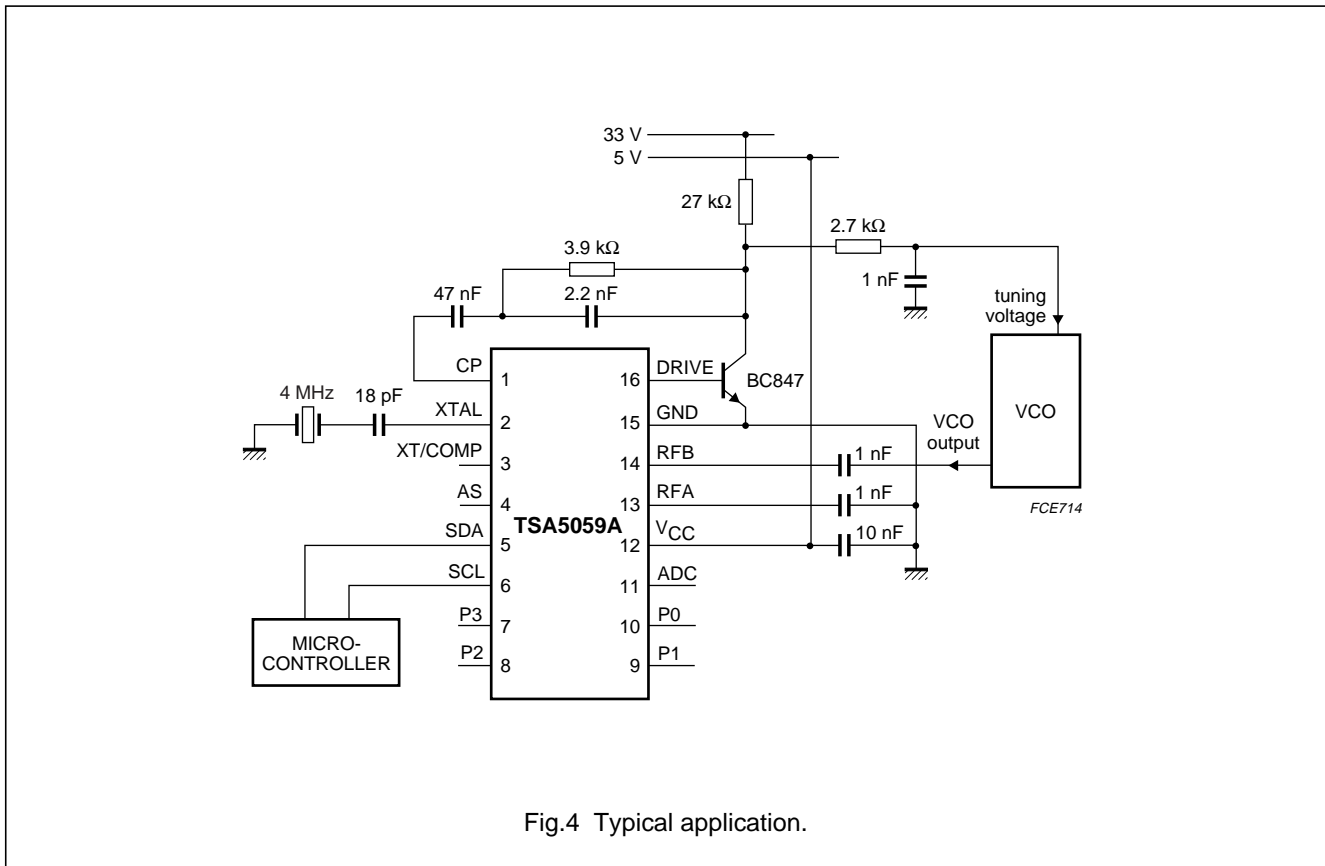 33 V
5 V
27 kΩ
2.7 kΩ
3.9 kΩ
1 nF
47 nF
2.2 nF
tuning
voltage
CP
1
16
DRIVE
BC847
4 MHz
18 pF
XTAL
2
15
GND
VCO
VCO
output
XT/COMP
3
14
RFB
1 nF
AS
4
13
RFA
1 nF
FCE714
TSA5059A
SDA
5
12
VCC
10 nF
SCL
6
11
ADC
P3
7
10
P0
MICRO-
CONTROLLER
P2
8
9
P1
Fig.4 Typical application.